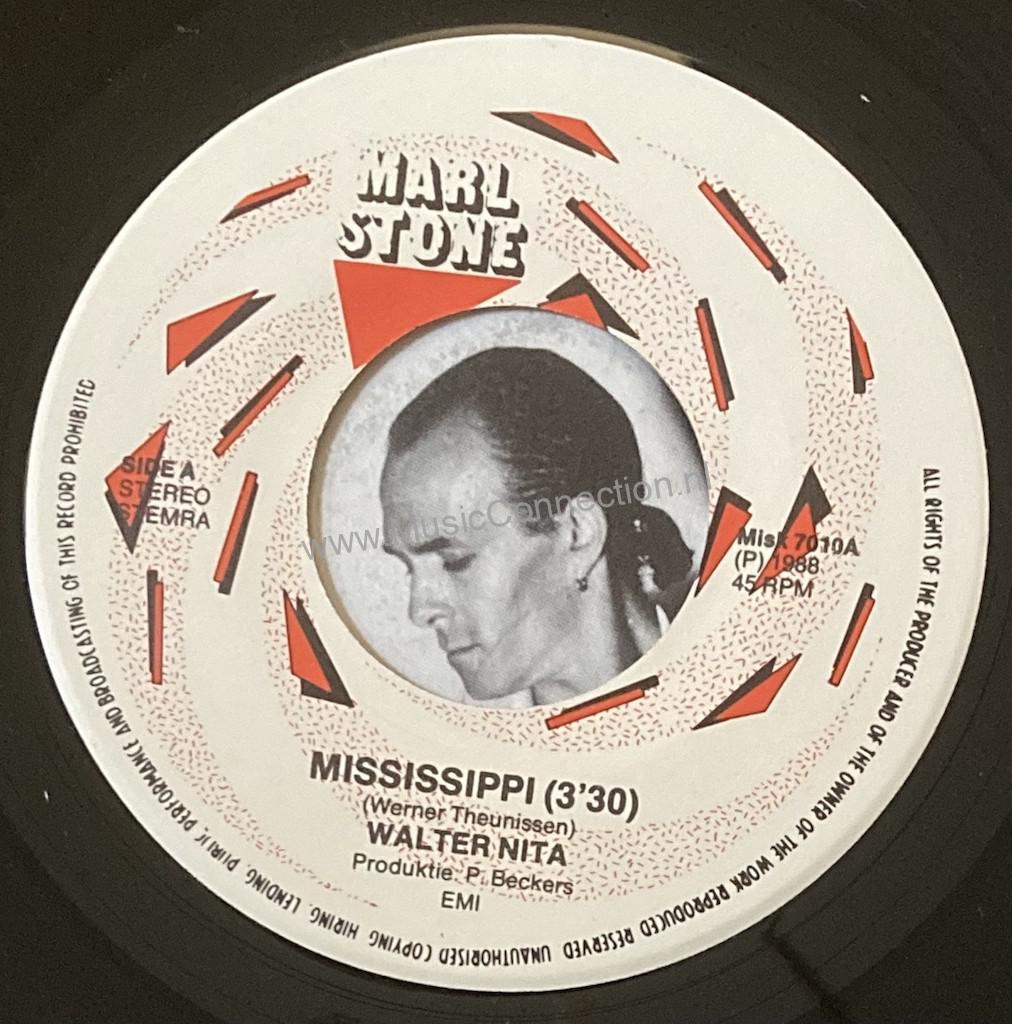 MARL
STONE
SIDE A
STEREO
STEMRA
www.MusicConnection.nl
Misk 7010A
(P) 1988
45 RPM
MISSISSIPPI (3'30)
(Werner Theunissen)
WALTER NITA
Produktie: P. Beckers
EMI
ALL RIGHTS OF THE PRODUCER AND OF THE OWNER OF THE WORK REPRODUCED RESERVED UNAUTHORISED COPYING HIRING, LENDING, PUBLIC PERFORMANCE AND BROADCASTING OF THIS RECORD PROHIBITED